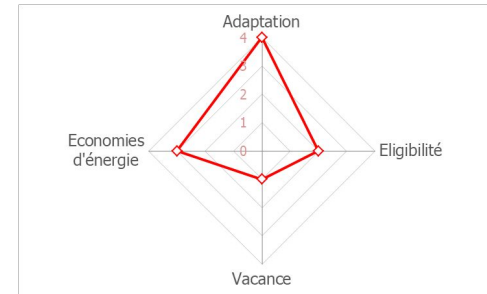 Adaptation
4
3
2
1
0
Economies
d'énergie
Eligibilité
Vacance